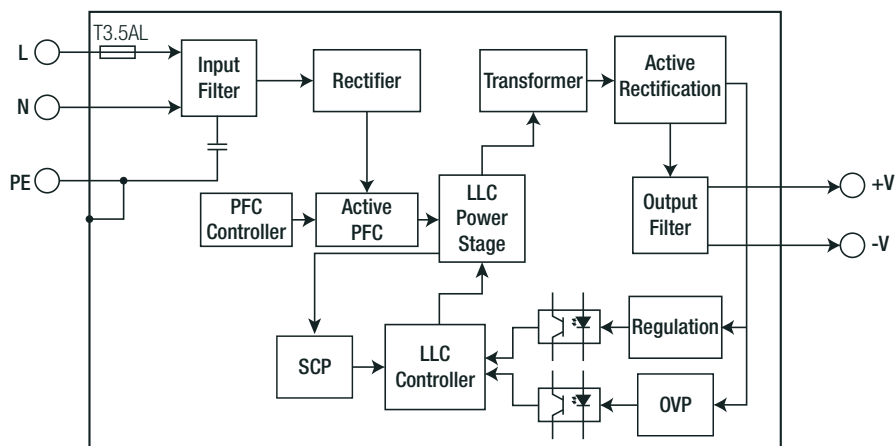 T3.5AL
L
Input
Filter
Rectifier
Transformer
Active
Rectification
N
PE
PFC
Controller
Active
PFC
LLC
Power
Stage
Output
Filter
+V
-V
SCP
LLC
Controller
Regulation
OVP